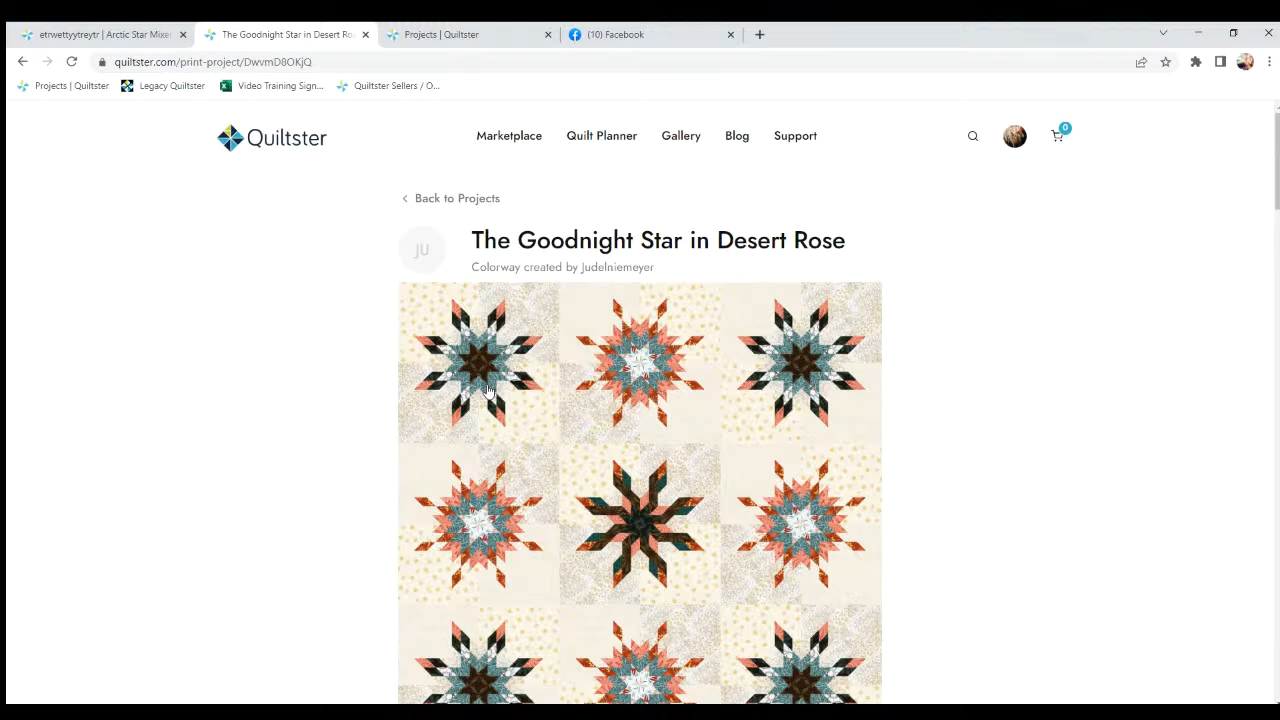 etrwettyytreytr | Arctic Star Mixer
The Goodnight Star in Desert Ro
Projects | Quiltster
(10) Facebook
quiltster.com/print-project/DwvmD8OKjQ
Projects | Quiltster
Legacy Quiltster
Video Training Sign...
Quiltster Sellers / O...
Quiltster
Marketplace
Quilt Planner
Gallery
Blog
Support
0
Back to Projects
JU
The Goodnight Star in Desert Rose
Colorway created by Judelniemeyer